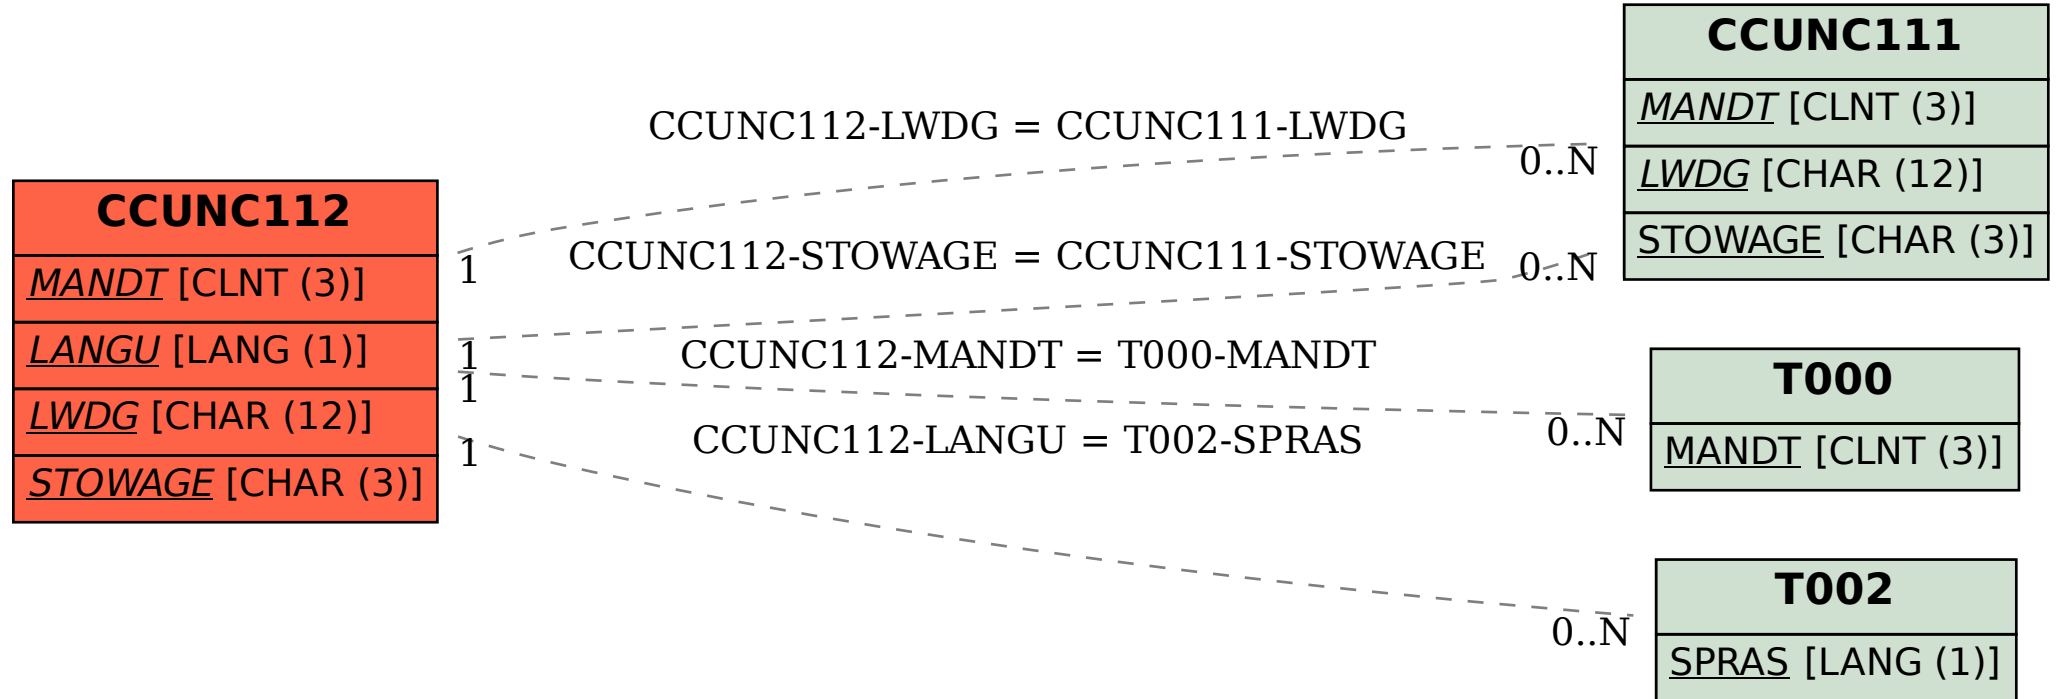 CCUNC112
MANDT [CLNT (3)]
LANGU [LANG (1)]
LWDG [CHAR (12)]
STOWAGE [CHAR (3)]
CCUNC112-LWDG = CCUNC111-LWDG
1
0..N
CCUNC112-STOWAGE = CCUNC111-STOWAGE
1
0..N
CCUNC112-MANDT = T000-MANDT
1
0..N
CCUNC112-LANGU = T002-SPRAS
1
0..N
CCUNC111
MANDT [CLNT (3)]
LWDG [CHAR (12)]
STOWAGE [CHAR (3)]
T000
MANDT [CLNT (3)]
T002
SPRAS [LANG (1)]